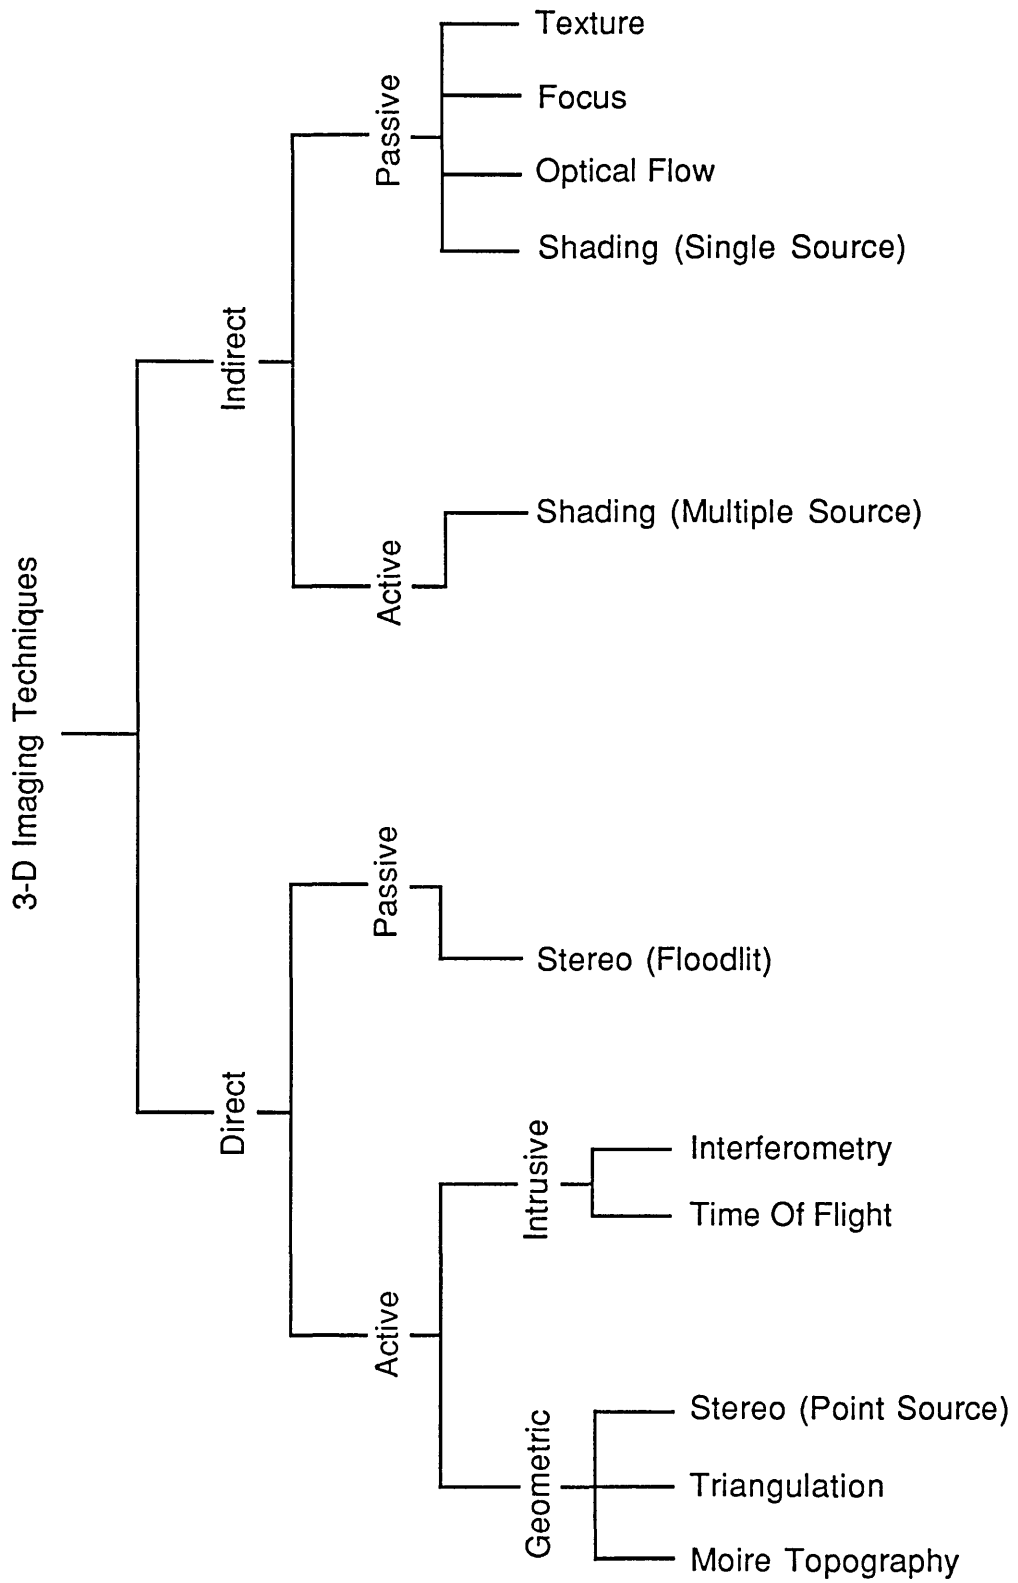 3-D Imaging Techniques
Indirect
Passive
Texture
Focus
Optical Flow
Shading (Single Source)
Active
Shading (Multiple Source)
Direct
Passive
Stereo (Floodlit)
Active
Intrusive
Interferometry
Time Of Flight
Geometric
Stereo (Point Source)
Triangulation
Moire Topography